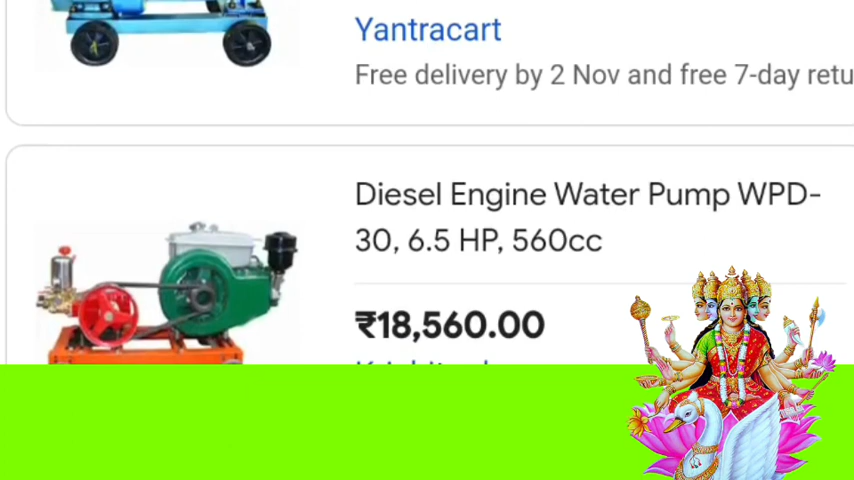 Yantracart
Free delivery by 2 Nov and free 7-day retu
Diesel Engine Water Pump WPD-
30, 6.5 HP, 560cc
₹18,560.00